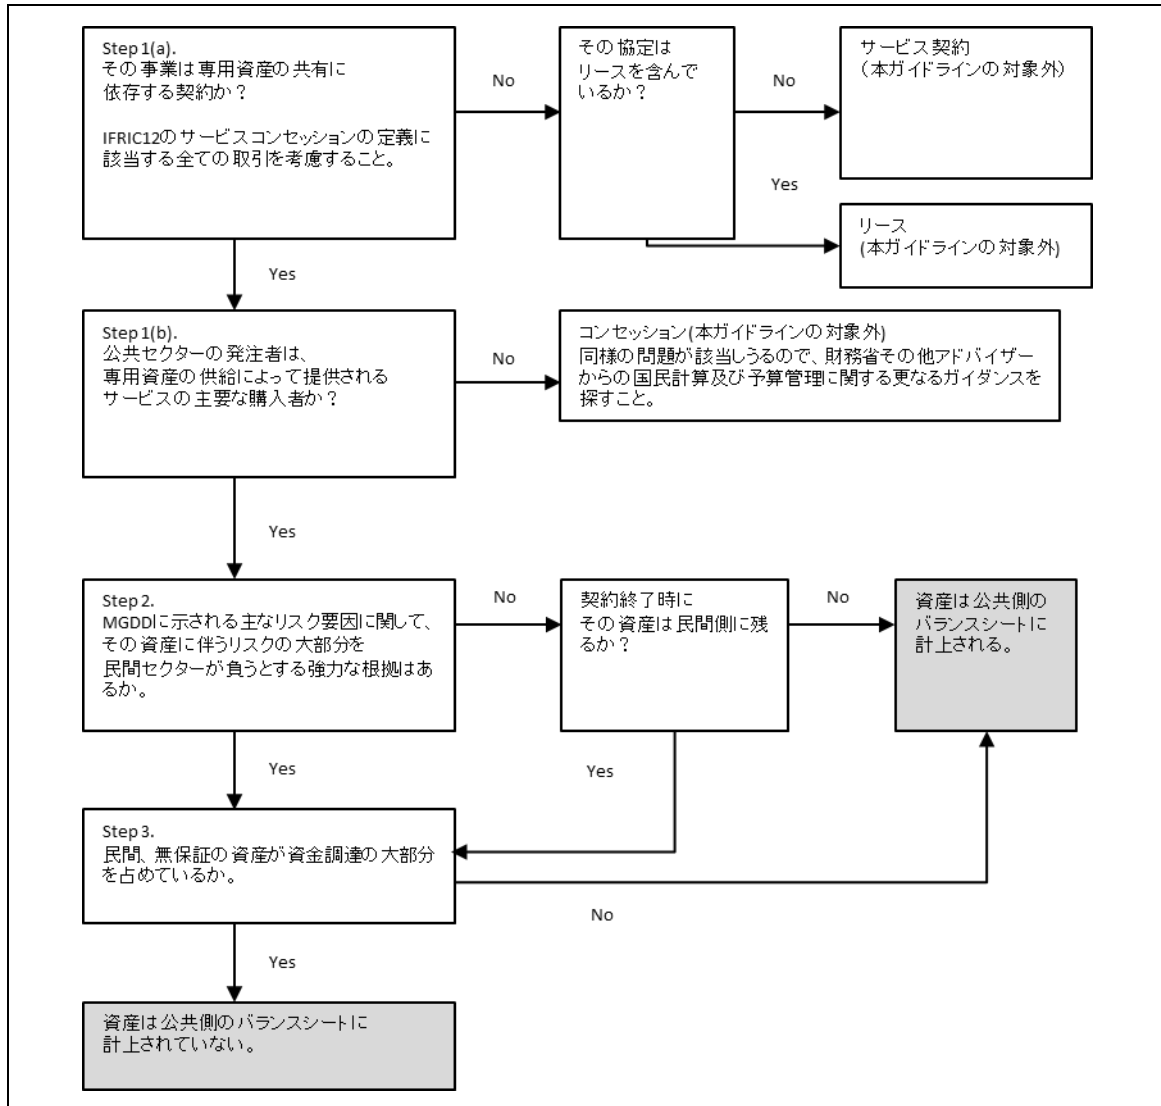 Step 1(a).
その事業は専用資産の共有に
依存する契約か？
IFRIC12のサービスコンセッションの定義に
該当する全ての取引を考慮すること。
No
その協定は
リースを含んで
いるか？
No
サービス契約
（本ガイドラインの対象外）
Yes
リース
(本ガイドラインの対象外)
Yes
Step 1(b).
公共セクターの発注者は、
専用資産の供給によって提供される
サービスの主要な購入者か？
No
コンセッション(本ガイドラインの対象外)
同様の問題が該当しうるので、財務省その他アドバイザー
からの国民計算及び予算管理に関する更なるガイダンスを
探すこと。
Yes
Step 2.
MGDDに示される主なリスク要因に関して、
その資産に伴うリスクの大部分を
民間セクターが負うとする強力な根拠はあ
るか。
No
契約終了時に
その資産は民間側に残
るか？
No
資産は公共側の
バランスシートに
計上される。
Yes
Yes
Step 3.
民間、無保証の資産が資金調達の大部分
を占めているか。
No
Yes
資産は公共側のバランスシートに
計上されていない。